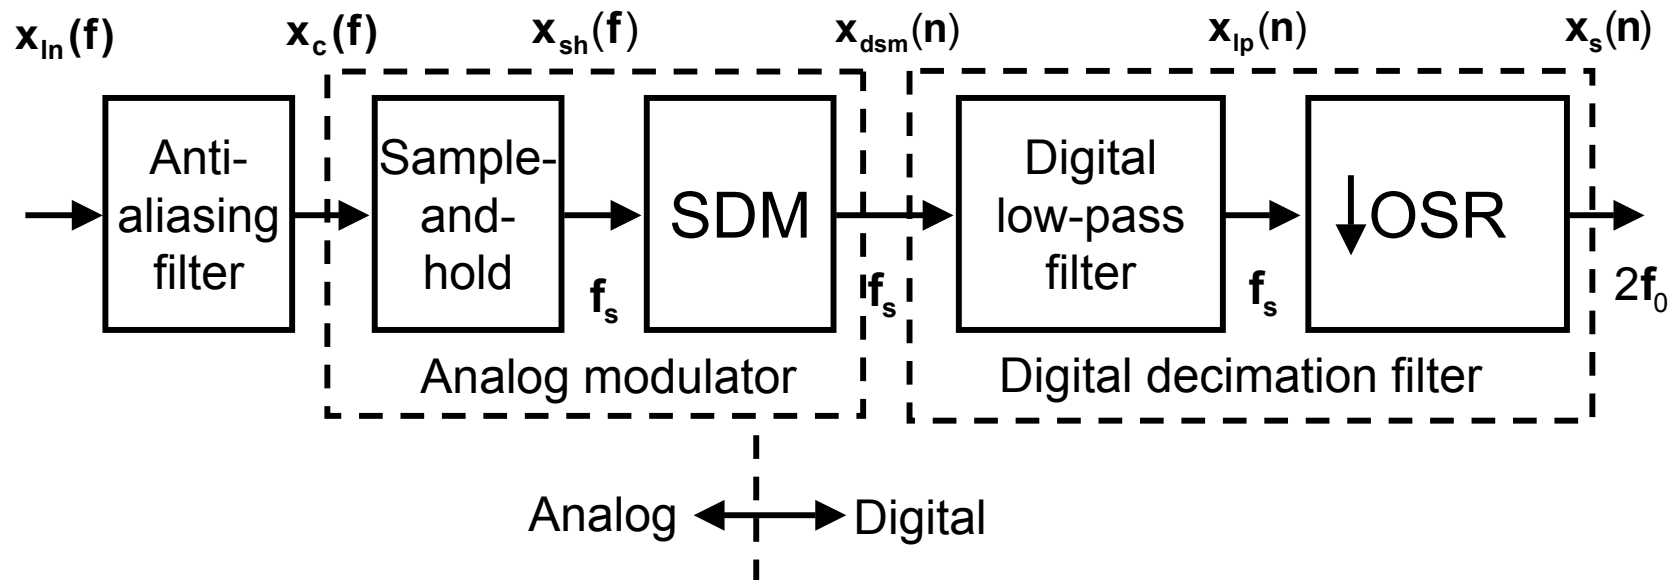 x_In(f) x_c(f) x_sh(f) x_dsm(n) x_lp(n) x_s(n)
Anti-
aliasing
filter
Sample-
and-
hold
f_s
SDM
f_s
Digital
low-pass
filter
f_s
↓OSR
2f_0
Analog modulator
Digital decimation filter
Analog
Digital